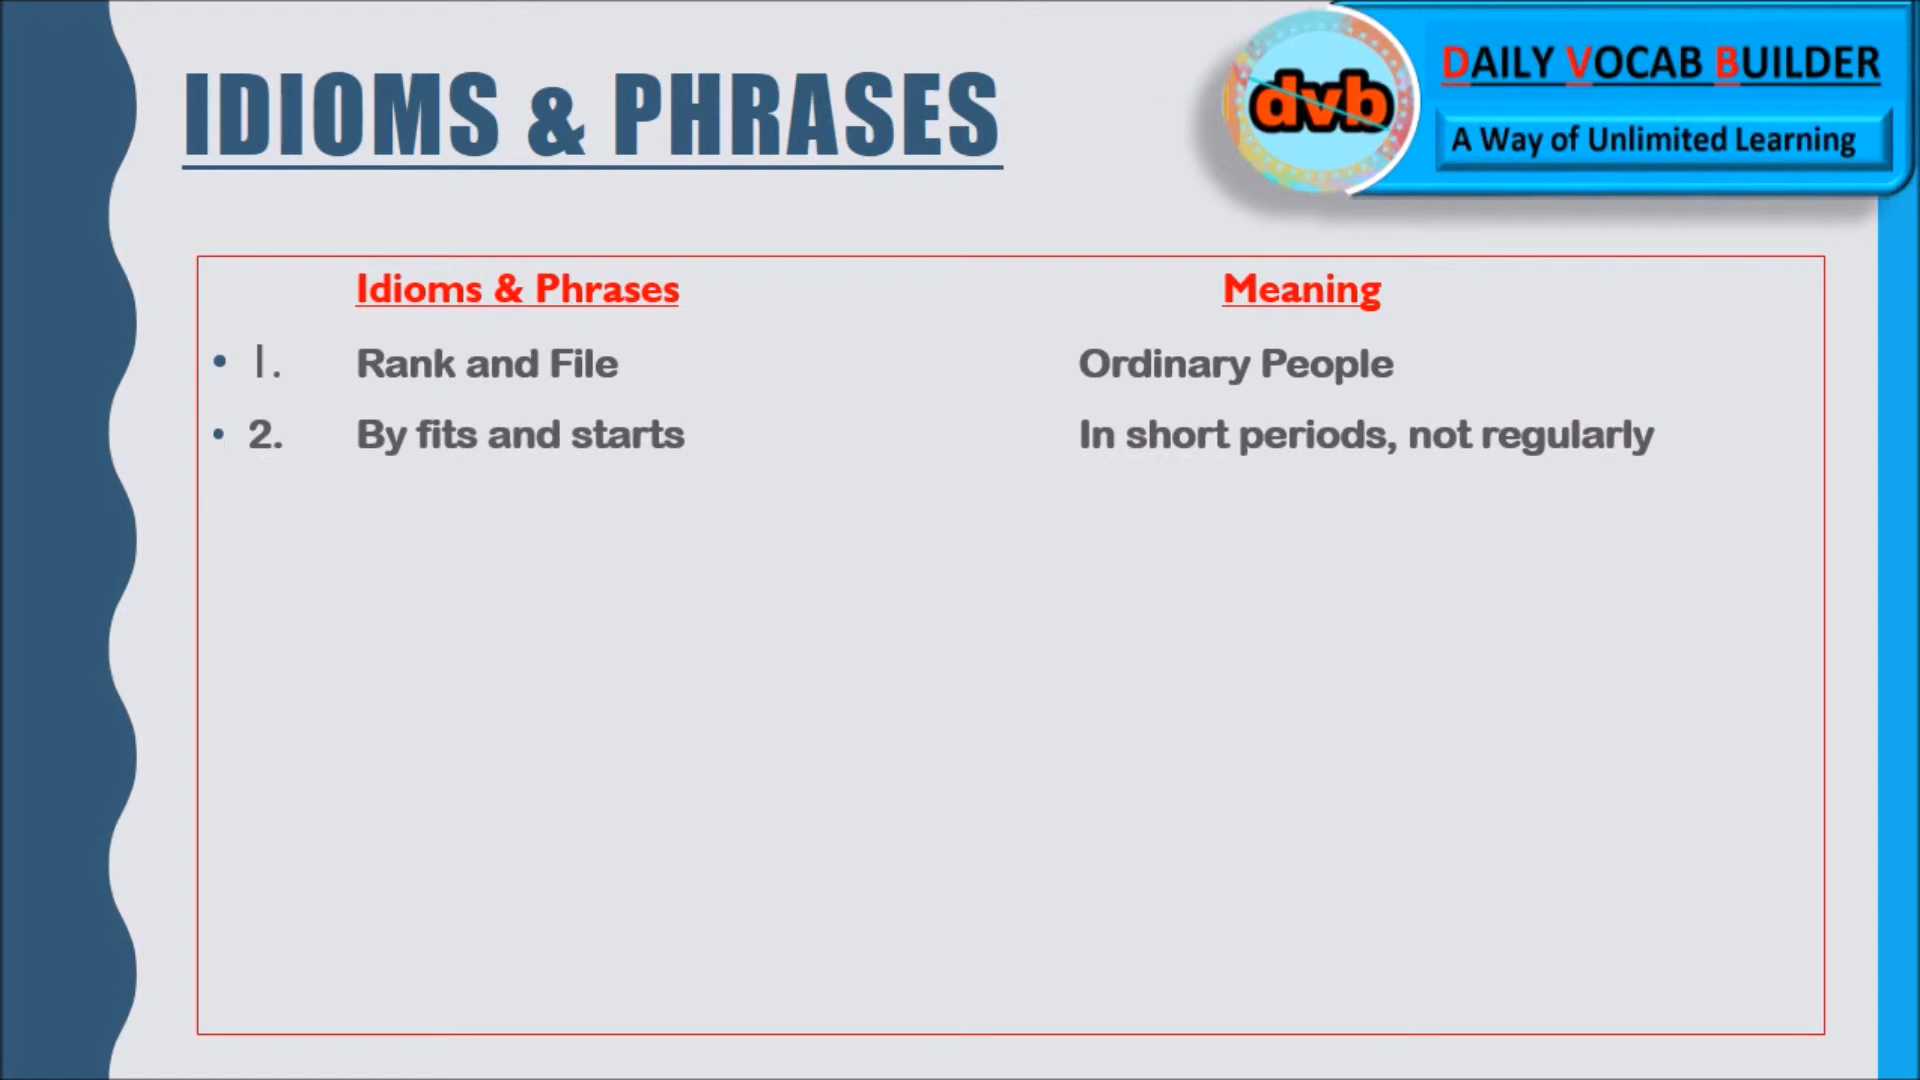 IDIOMS & PHRASES
dvb
DAILY VOCAB BUILDER
A Way of Unlimited Learning
Idioms & Phrases Meaning
• 1. Rank and File Ordinary People
• 2. By fits and starts In short periods, not regularly